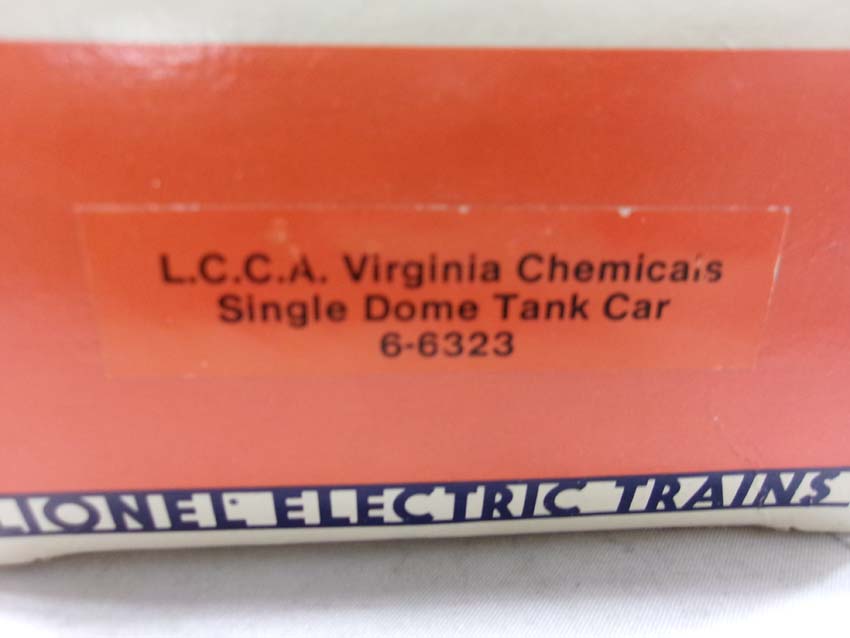 L.C.C.A. Virginia Chemicals
Single Dome Tank Car
6-6323
LIONEL ELECTRIC TRAINS